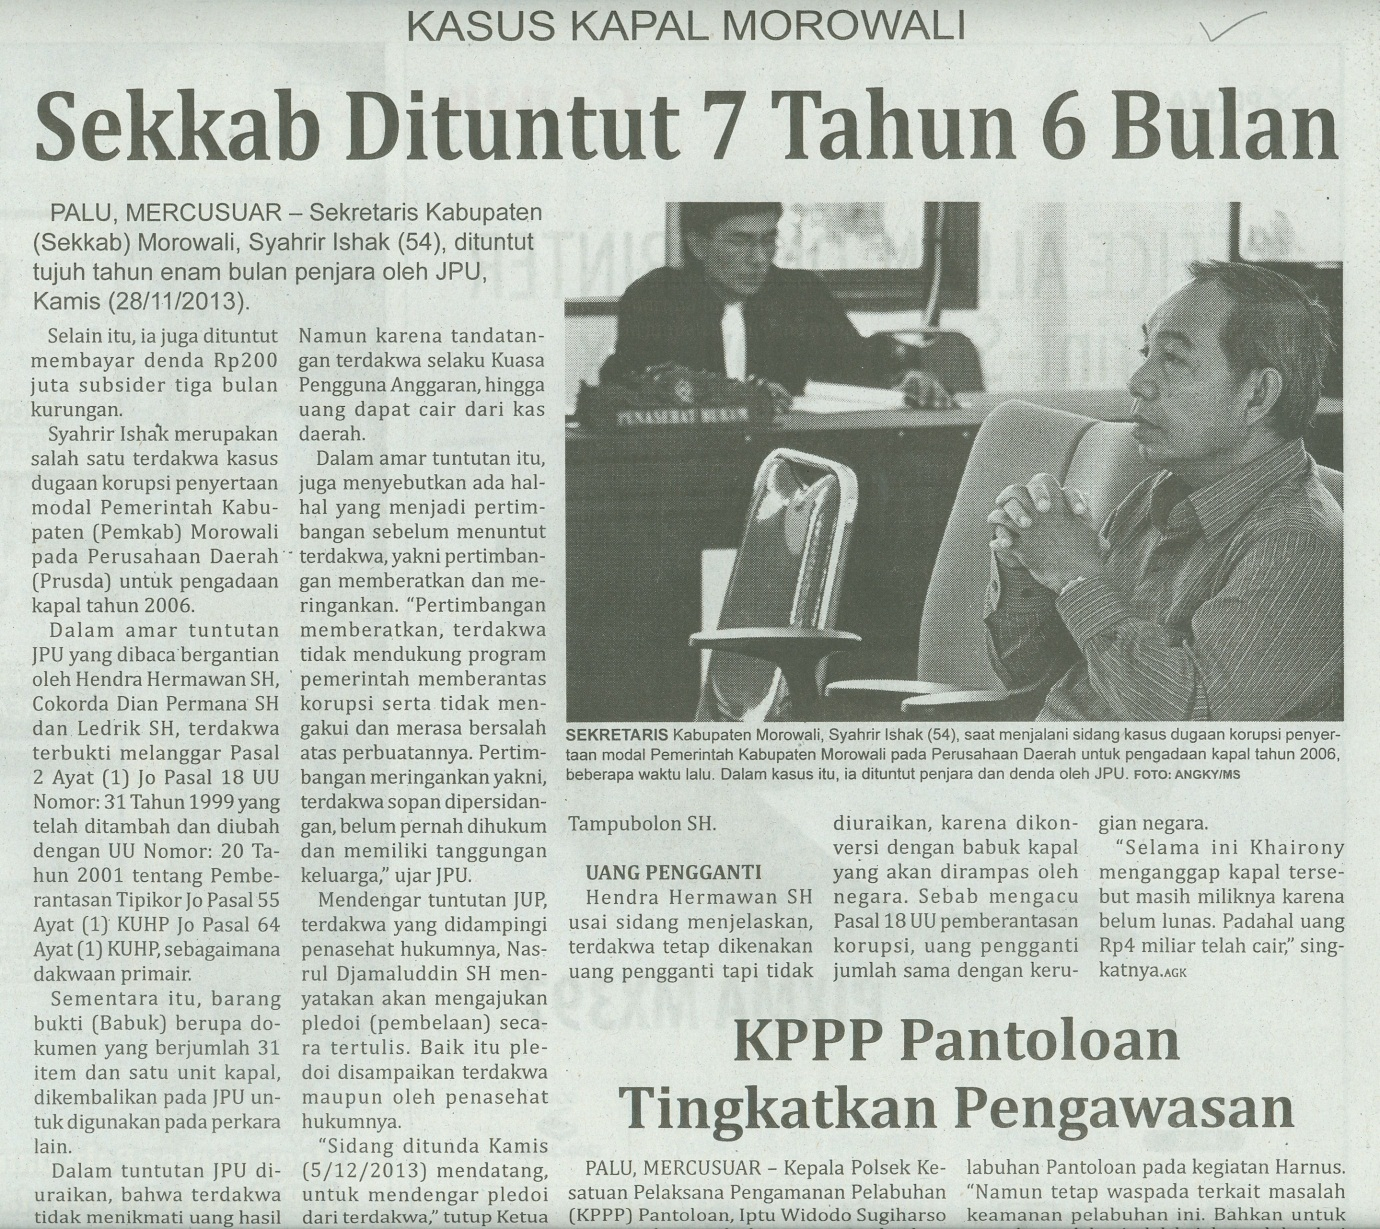 KASUS KAPAL MOROWALI
Sekkab Dituntut 7 Tahun 6 Bulan
PALU, MERCUSUAR – Sekretaris Kabupaten
(Sekkab) Morowali, Syahrir Ishak (54), dituntut
tujuh tahun enam bulan penjara oleh JPU,
Kamis (28/11/2013).
Selain itu, ia juga dituntut
membayar denda Rp200
juta subsider tiga bulan
kurungan.
Syahrir Ishak merupakan
salah satu terdakwa kasus
dugaan korupsi penyertaan
modal Pemerintah Kabu-
paten (Pemkab) Morowali
pada Perusahaan Daerah
(Prusda) untuk pengadaan
kapal tahun 2006.
Dalam amar tuntutan
JPU yang dibaca bergantian
oleh Hendra Hermawan SH,
Cokorda Dian Permana SH
dan Ledrik SH, terdakwa
terbukti melanggar Pasal
2 Ayat (1) Jo Pasal 18 UU
Nomor: 31 Tahun 1999 yang
telah ditambah dan diubah
dengan UU Nomor: 20 Ta-
hun 2001 tentang Pembe-
rantasan Tipikor Jo Pasal 55
Ayat (1) KUHP Jo Pasal 64
Ayat (1) KUHP, sebagaimana
dakwaan primair.
Sementara itu, barang
bukti (Babuk) berupa do-
kumen yang berjumlah 31
item dan satu unit kapal,
dikembalikan pada JPU un-
tuk digunakan pada perkara
lain.
Dalam tuntutan JPU di-
uraikan, bahwa terdakwa
tidak menikmati uang hasil
Namun karena tandatan-
gan terdakwa selaku Kuasa
Pengguna Anggaran, hingga
uang dapat cair dari kas
daerah.
Dalam amar tuntutan itu,
juga menyebutkan ada hal-
hal yang menjadi pertim-
bangan sebelum menuntut
terdakwa, yakni pertimban-
gan memberatkan dan me-
ringankan. “Pertimbangan
memberatkan, terdakwa
tidak mendukung program
pemerintah memberantas
korupsi serta tidak men-
gakui dan merasa bersalah
atas perbuatannya. Pertim-
bangan meringankan yakni,
terdakwa sopan dipersidan-
gan, belum pernah dihukum
dan memiliki tanggungan
keluarga,” ujar JPU.
Mendengar tuntutan JUP,
terdakwa yang didampingi
penasehat hukumnya, Nas-
rul Djamaluddin SH men-
yatakan akan mengajukan
pledoi (pembelaan) seca-
ra tertulis. Baik itu ple-
doi disampaikan terdakwa
maupun oleh penasehat
hukumnya.
“Sidang ditunda Kamis
(5/12/2013) mendatang,
untuk mendengar pledoi
dari terdakwa,” tutup Ketua
PENASEHAT HUKUM
SEKRETARIS Kabupaten Morowali, Syahrir Ishak (54), saat menjalani sidang kasus dugaan korupsi penyer-
taan modal Pemerintah Kabupaten Morowali pada Perusahaan Daerah untuk pengadaan kapal tahun 2006,
beberapa waktu lalu. Dalam kasus itu, ia dituntut penjara dan denda oleh JPU. FOTO: ANGKY/MS
Tampubolon SH.
UANG PENGGANTI
Hendra Hermawan SH
usai sidang menjelaskan,
terdakwa tetap dikenakan
uang pengganti tapi tidak
diuraikan, karena dikon-
versi dengan babuk kapal
yang akan dirampas oleh
negara. Sebab mengacu
Pasal 18 UU pemberantasan
korupsi, uang pengganti
jumlah sama dengan keru-
gian negara.
“Selama ini Khairony
menganggap kapal terse-
but masih miliknya karena
belum lunas. Padahal uang
Rp4 miliar telah cair,” sing-
katnya.AGK
KPPP Pantoloan
Tingkatkan Pengawasan
PALU, MERCUSUAR – Kepala Polsek Ke-
satuan Pelaksana Pengamanan Pelabuhan
(KPPP) Pantoloan, Iptu Widodo Sugiharso
labuhan Pantoloan pada kegiatan Harnus.
“Namun tetap waspada terkait masalah
keamanan pelabuhan ini. Bahkan untuk